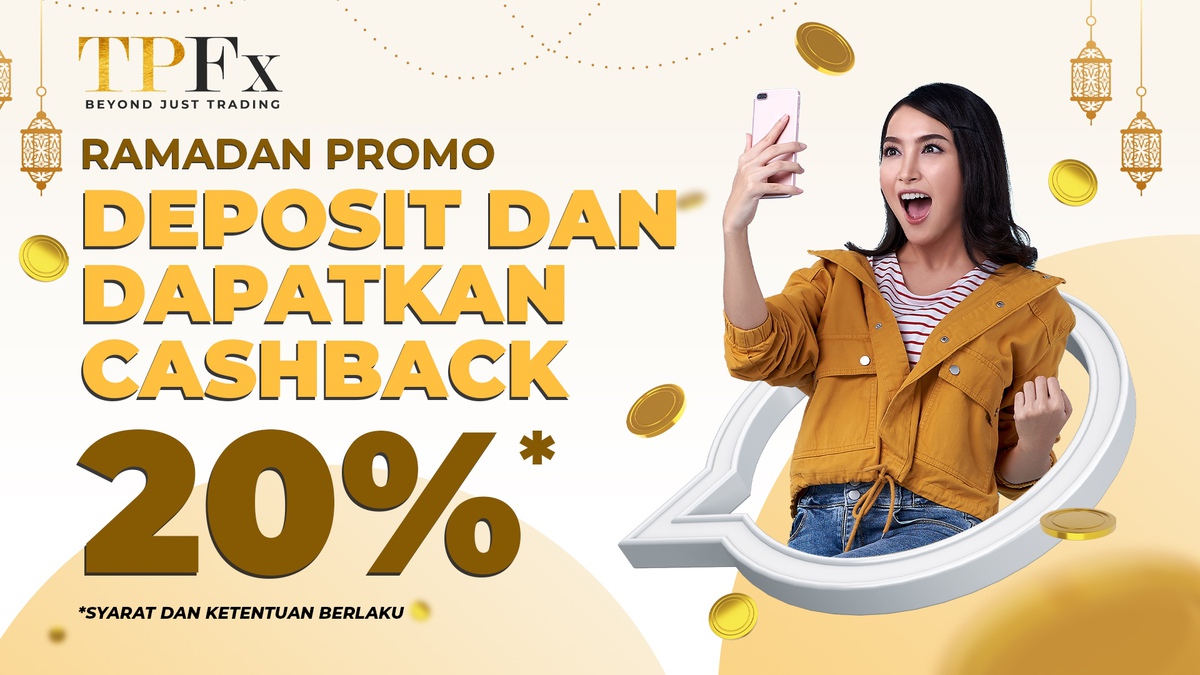 TPFx
BEYOND JUST TRADING
RAMADAN PROMO
DEPOSIT DAN
DAPATKAN
CASHBACK
20%*
*SYARAT DAN KETENTUAN BERLAKU